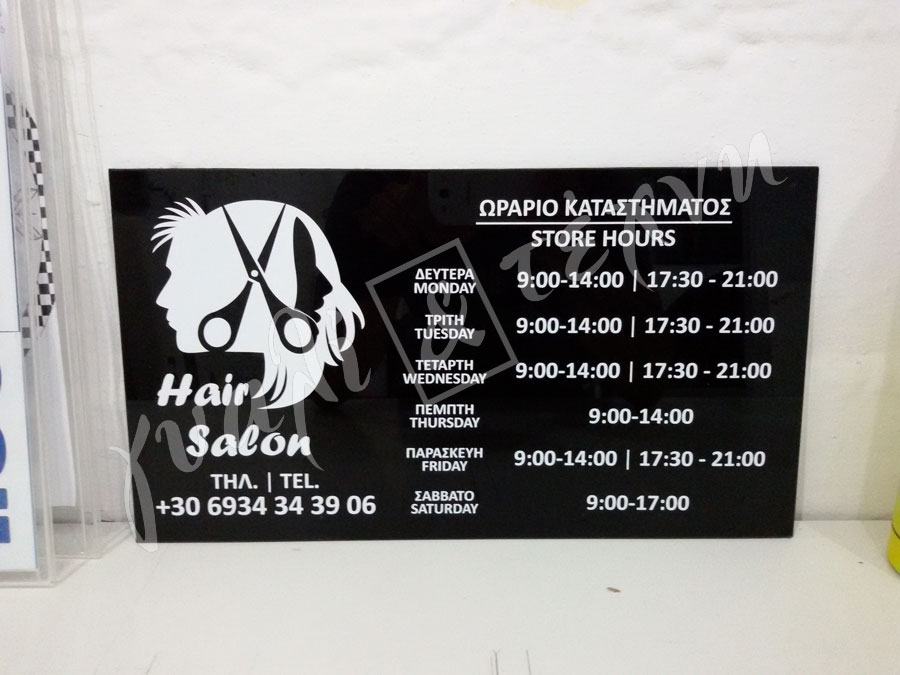 Hair
Salon
ΤΗΛ. | TEL.
+30 6934 34 39 06
ΩΡΑΡΙΟ ΚΑΤΑΣΤΗΜΑΤΟΣ
STORE HOURS
ΔΕΥΤΕΡΑ
MONDAY
9:00-14:00 | 17:30 - 21:00
ΤΡΙΤΗ
TUESDAY
9:00-14:00 | 17:30 - 21:00
ΤΕΤΑΡΤΗ
WEDNESDAY
9:00-14:00 | 17:30 - 21:00
ΠΕΜΠΤΗ
THURSDAY
9:00-14:00
ΠΑΡΑΣΚΕΥΗ
FRIDAY
9:00-14:00 | 17:30 - 21:00
ΣΑΒΒΑΤΟ
SATURDAY
9:00-17:00
γυαλί & τέχνη